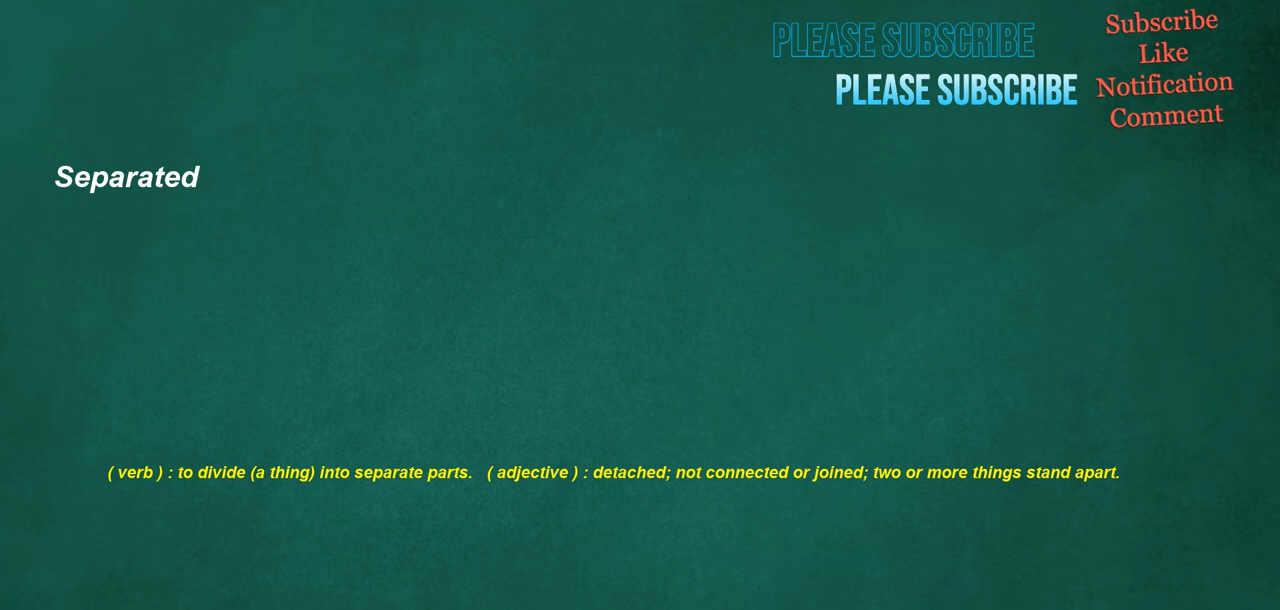 PLEASE SUBSCRIBE
PLEASE SUBSCRIBE
Subscribe
Like
Notification
Comment
Separated
( verb ) : to divide (a thing) into separate parts.   ( adjective ) : detached; not connected or joined; two or more things stand apart.